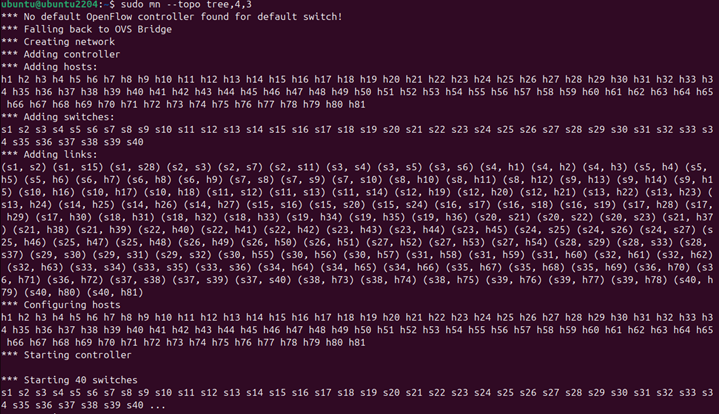 ubuntu@ubuntu2204:~$ sudo mn --topo tree,4,3
*** No default OpenFlow controller found for default switch!
*** Falling back to OVS Bridge
*** Creating network
*** Adding controller
*** Adding hosts:
h1 h2 h3 h4 h5 h6 h7 h8 h9 h10 h11 h12 h13 h14 h15 h16 h17 h18 h19 h20 h21 h22 h23 h24 h25 h26 h27 h28 h29 h30 h31 h32 h33 h3
4 h35 h36 h37 h38 h39 h40 h41 h42 h43 h44 h45 h46 h47 h48 h49 h50 h51 h52 h53 h54 h55 h56 h57 h58 h59 h60 h61 h62 h63 h64 h65
h66 h67 h68 h69 h70 h71 h72 h73 h74 h75 h76 h77 h78 h79 h80 h81
*** Adding switches:
s1 s2 s3 s4 s5 s6 s7 s8 s9 s10 s11 s12 s13 s14 s15 s16 s17 s18 s19 s20 s21 s22 s23 s24 s25 s26 s27 s28 s29 s30 s31 s32 s33 s3
4 s35 s36 s37 s38 s39 s40
*** Adding links:
(s1, s2) (s1, s15) (s1, s28) (s2, s3) (s2, s7) (s2, s11) (s3, s4) (s3, s5) (s3, s6) (s4, h1) (s4, h2) (s4, h3) (s5, h4) (s5,
h5) (s5, h6) (s6, h7) (s6, h8) (s6, h9) (s7, s8) (s7, s9) (s7, s10) (s8, h10) (s8, h11) (s8, h12) (s9, h13) (s9, h14) (s9, h1
5) (s10, h16) (s10, h17) (s10, h18) (s11, s12) (s11, s13) (s11, s14) (s12, h19) (s12, h20) (s12, h21) (s13, h22) (s13, h23) (
s13, h24) (s14, h25) (s14, h26) (s14, h27) (s15, s16) (s15, s20) (s15, s24) (s16, s17) (s16, s18) (s16, s19) (s17, h28) (s17,
h29) (s17, h30) (s18, h31) (s18, h32) (s18, h33) (s19, h34) (s19, h35) (s19, h36) (s20, s21) (s20, s22) (s20, s23) (s21, h37
) (s21, h38) (s21, h39) (s22, h40) (s22, h41) (s22, h42) (s23, h43) (s23, h44) (s23, h45) (s24, s25) (s24, s26) (s24, s27) (s
25, h46) (s25, h47) (s25, h48) (s26, h49) (s26, h50) (s26, h51) (s27, h52) (s27, h53) (s27, h54) (s28, s29) (s28, s33) (s28,
s37) (s29, s30) (s29, s31) (s29, s32) (s30, h55) (s30, h56) (s30, h57) (s31, h58) (s31, h59) (s31, h60) (s32, h61) (s32, h62)
(s32, h63) (s33, s34) (s33, s35) (s33, s36) (s34, h64) (s34, h65) (s34, h66) (s35, h67) (s35, h68) (s35, h69) (s36, h70) (s3
6, h71) (s36, h72) (s37, s38) (s37, s39) (s37, s40) (s38, h73) (s38, h74) (s38, h75) (s39, h76) (s39, h77) (s39, h78) (s40, h
79) (s40, h80) (s40, h81)
*** Configuring hosts
h1 h2 h3 h4 h5 h6 h7 h8 h9 h10 h11 h12 h13 h14 h15 h16 h17 h18 h19 h20 h21 h22 h23 h24 h25 h26 h27 h28 h29 h30 h31 h32 h33 h3
4 h35 h36 h37 h38 h39 h40 h41 h42 h43 h44 h45 h46 h47 h48 h49 h50 h51 h52 h53 h54 h55 h56 h57 h58 h59 h60 h61 h62 h63 h64 h65
h66 h67 h68 h69 h70 h71 h72 h73 h74 h75 h76 h77 h78 h79 h80 h81
*** Starting controller
*** Starting 40 switches
s1 s2 s3 s4 s5 s6 s7 s8 s9 s10 s11 s12 s13 s14 s15 s16 s17 s18 s19 s20 s21 s22 s23 s24 s25 s26 s27 s28 s29 s30 s31 s32 s33 s3
4 s35 s36 s37 s38 s39 s40 ...